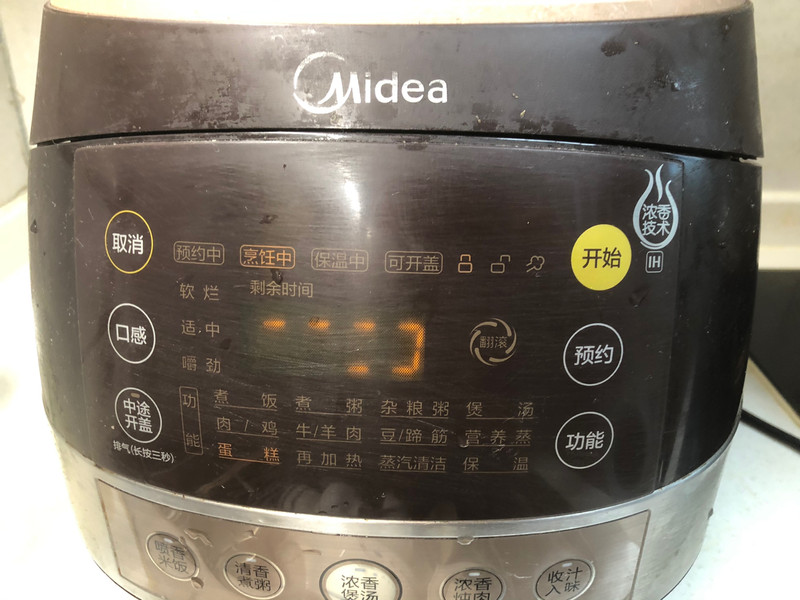 Midea
浓香
技术
IH
取消
预约中 烹饪中 保温中 可开盖
开始
软 烂 剩余时间
口感
适 中
翻滚
预约
嚼 劲
中途
开盖
排气(长按三秒)
功能
煮 饭 煮 粥 杂粮粥 煲 汤
肉/鸡 牛/羊肉 豆/蹄筋 营养蒸
蛋 糕 再加热 蒸汽清洁 保 温
功能
喷香
米饭
清香
煮粥
浓香
煲汤
浓香
炖肉
收汁
入味